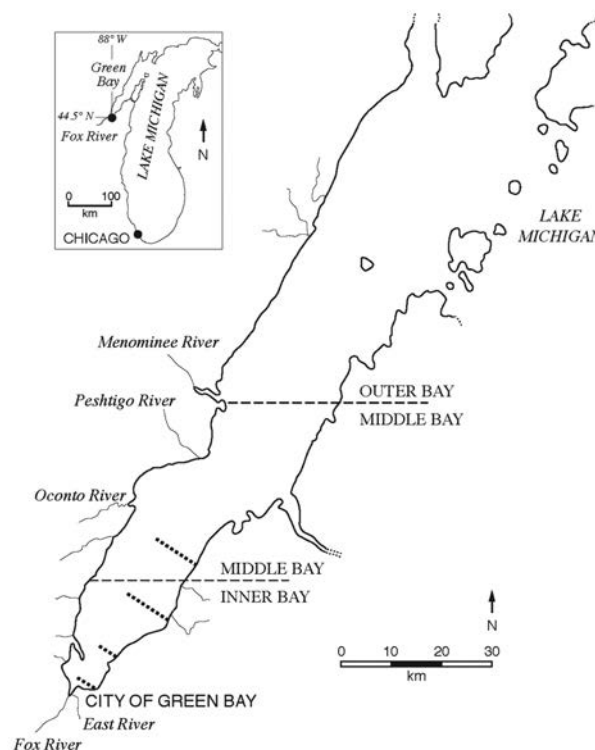 88° W
Green
Bay
44.5° N
Fox River
LAKE MICHIGAN
N
0 100
km
CHICAGO
LAKE
MICHIGAN
Menominee River
OUTER BAY
Peshtigo River
MIDDLE BAY
Oconto River
MIDDLE BAY
INNER BAY
N
0 10 20 30
km
CITY OF GREEN BAY
East River
Fox River